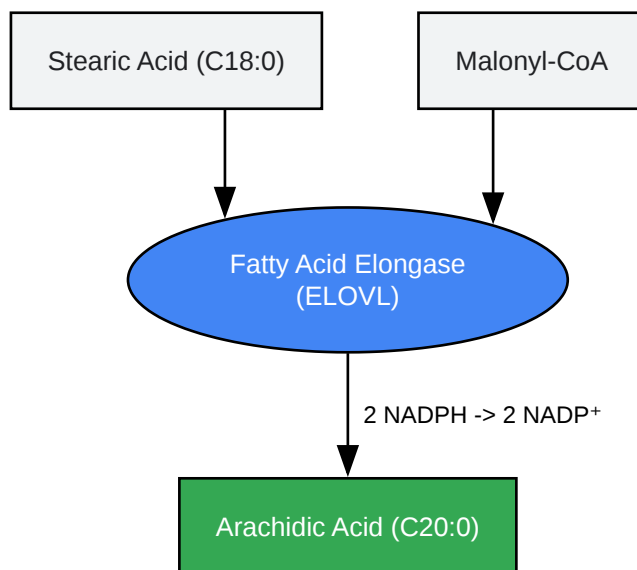 Stearic Acid (C18:0)
Malonyl-CoA
Fatty Acid Elongase
(ELOVL)
2 NADPH -> 2 NADP⁺
Arachidic Acid (C20:0)